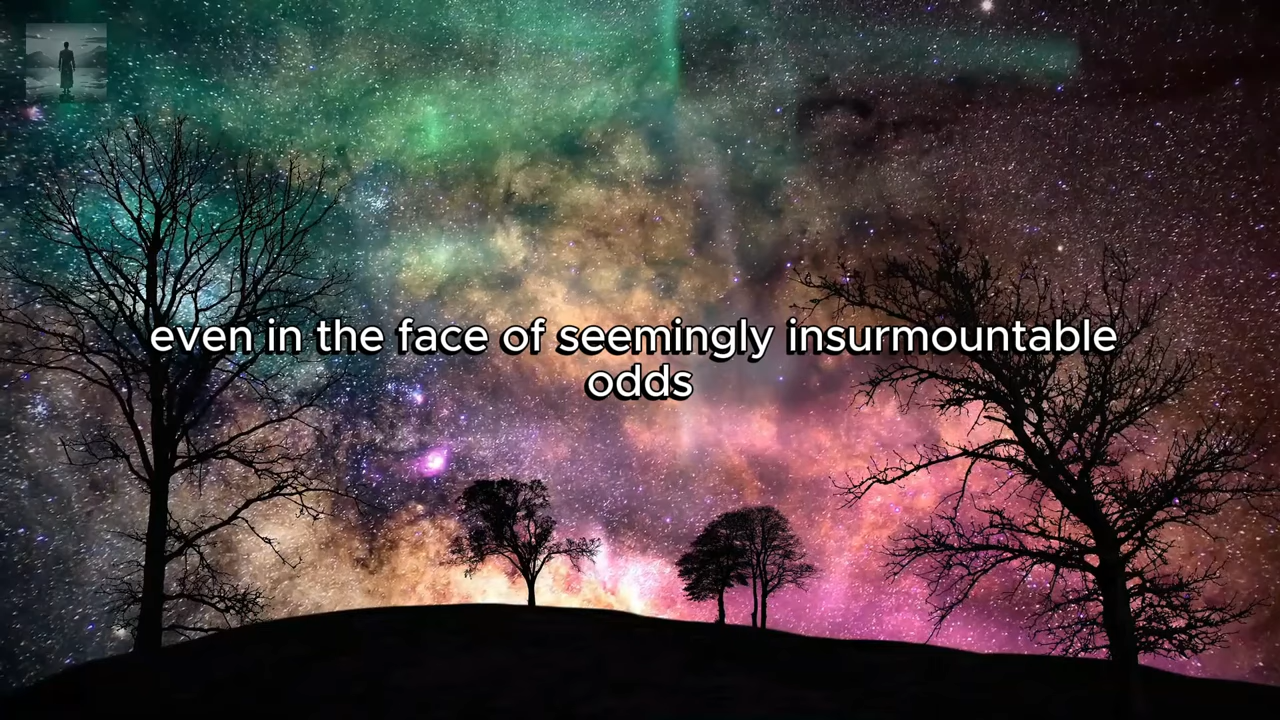 even in the face of seemingly insurmountable
odds